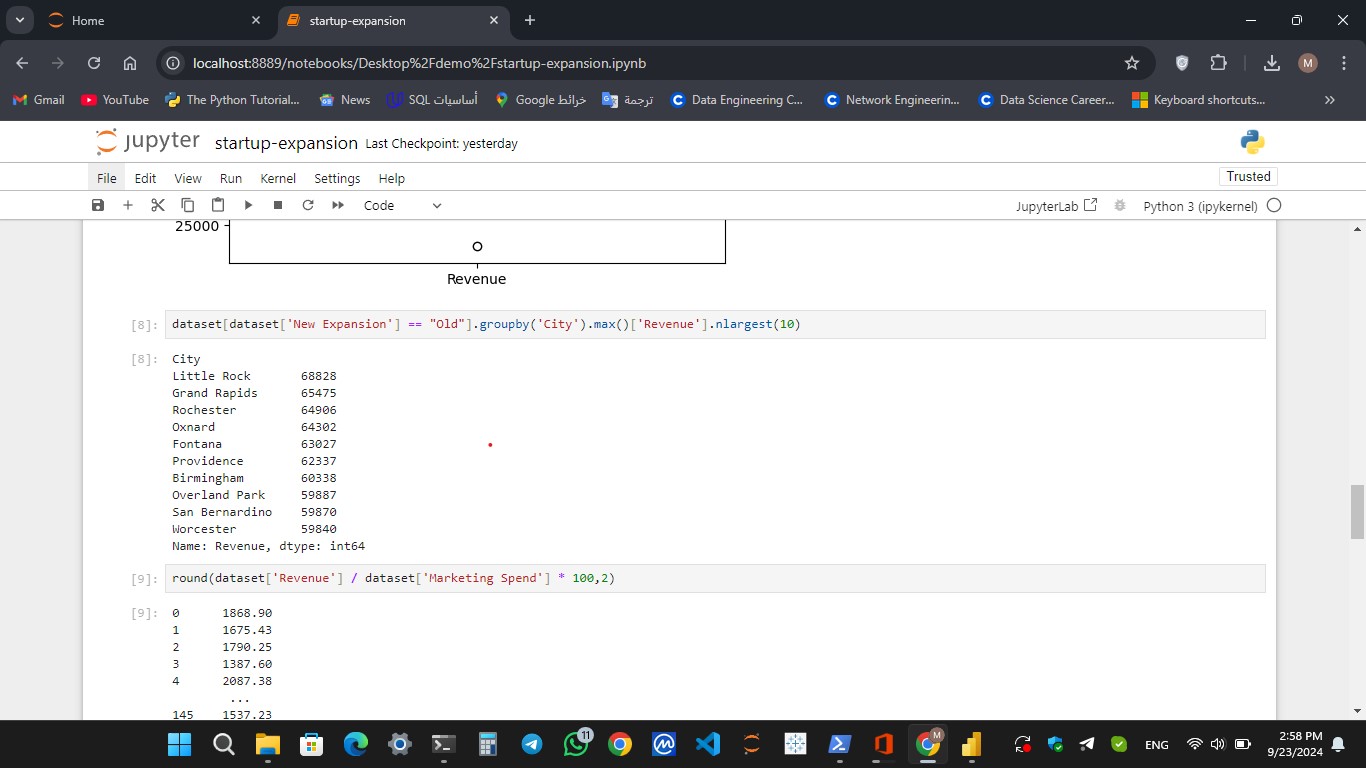 Home
startup-expansion
localhost:8889/notebooks/Desktop%2Fdemo%2Fstartup-expansion.ipynb
M
Gmail
YouTube
The Python Tutorial...
News
أساسيات SQL
Google خرائط
ترجمة
Data Engineering C...
Network Engineerin...
Data Science Career...
Keyboard shortcuts...
jupyter startup-expansion Last Checkpoint: yesterday
File Edit View Run Kernel Settings Help
Trusted
Code
JupyterLab
Python 3 (ipykernel)
25000
Revenue
[8]: dataset[dataset['New Expansion'] == "Old"].groupby('City').max()['Revenue'].nlargest(10)
[8]: City
Little Rock 68828
Grand Rapids 65475
Rochester 64906
Oxnard 64302
Fontana 63027
Providence 62337
Birmingham 60338
Overland Park 59887
San Bernardino 59870
Worcester 59840
Name: Revenue, dtype: int64
[9]: round(dataset['Revenue'] / dataset['Marketing Spend'] * 100,2)
[9]: 0 1868.90
1 1675.43
2 1790.25
3 1387.60
4 2087.38
...
145 1537.23
11
M
ENG
2:58 PM
9/23/2024